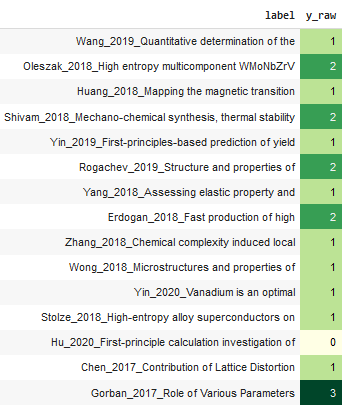 label y_raw
Wang_2019_Quantitative determination of the 1
Oleszak_2018_High entropy multicomponent WMoNbZrV 2
Huang_2018_Mapping the magnetic transition 1
Shivam_2018_Mechano-chemical synthesis, thermal stability 2
Yin_2019_First-principles-based prediction of yield 1
Rogachev_2019_Structure and properties of 2
Yang_2018_Assessing elastic property and 1
Erdogan_2018_Fast production of high 2
Zhang_2018_Chemical complexity induced local 1
Wong_2018_Microstructures and properties of 1
Yin_2020_Vanadium is an optimal 1
Stolze_2018_High-entropy alloy superconductors on 1
Hu_2020_First-principle calculation investigation of 0
Chen_2017_Contribution of Lattice Distortion 1
Gorban_2017_Role of Various Parameters 3